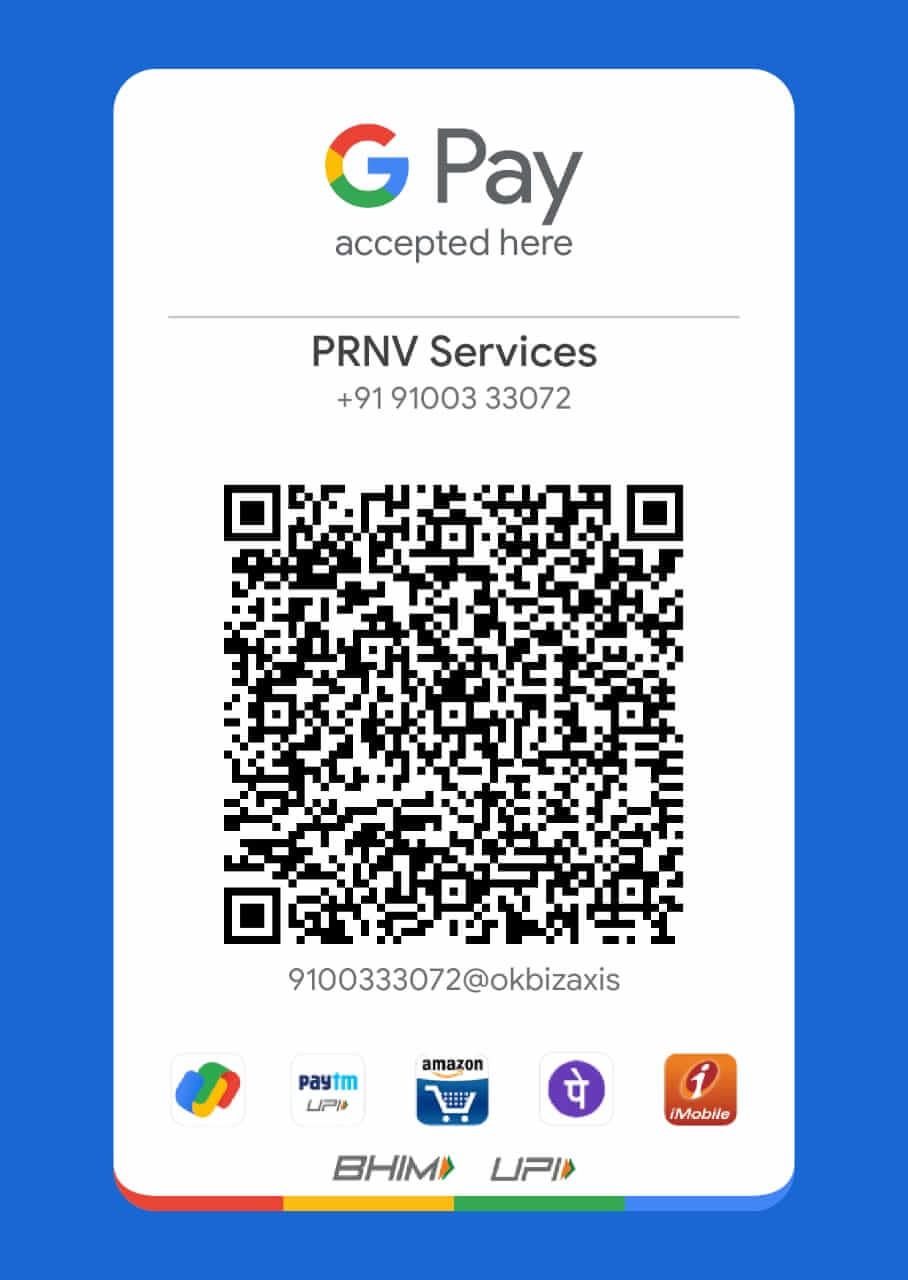 G Pay
accepted here
PRNV Services
+91 91003 33072
9100333072@okbizaxis
paytm
UPI
amazon
पे
i
iMobile
BHIM UPI